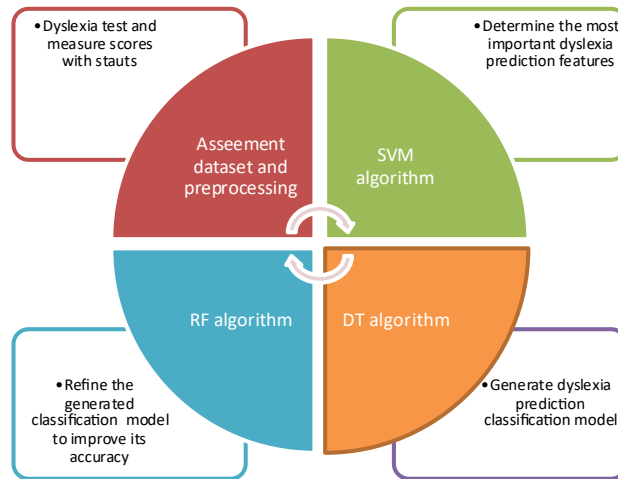 •Dyslexia test and
measure scores
with stauts
•Determine the most
important dyslexia
prediction features
Asseement
dataset and
preprocessing
SVM
algorithm
RF algorithm
DT algorithm
•Refine the
generated
classification model
to improve its
accuracy
•Generate dyslexia
prediction
classification model